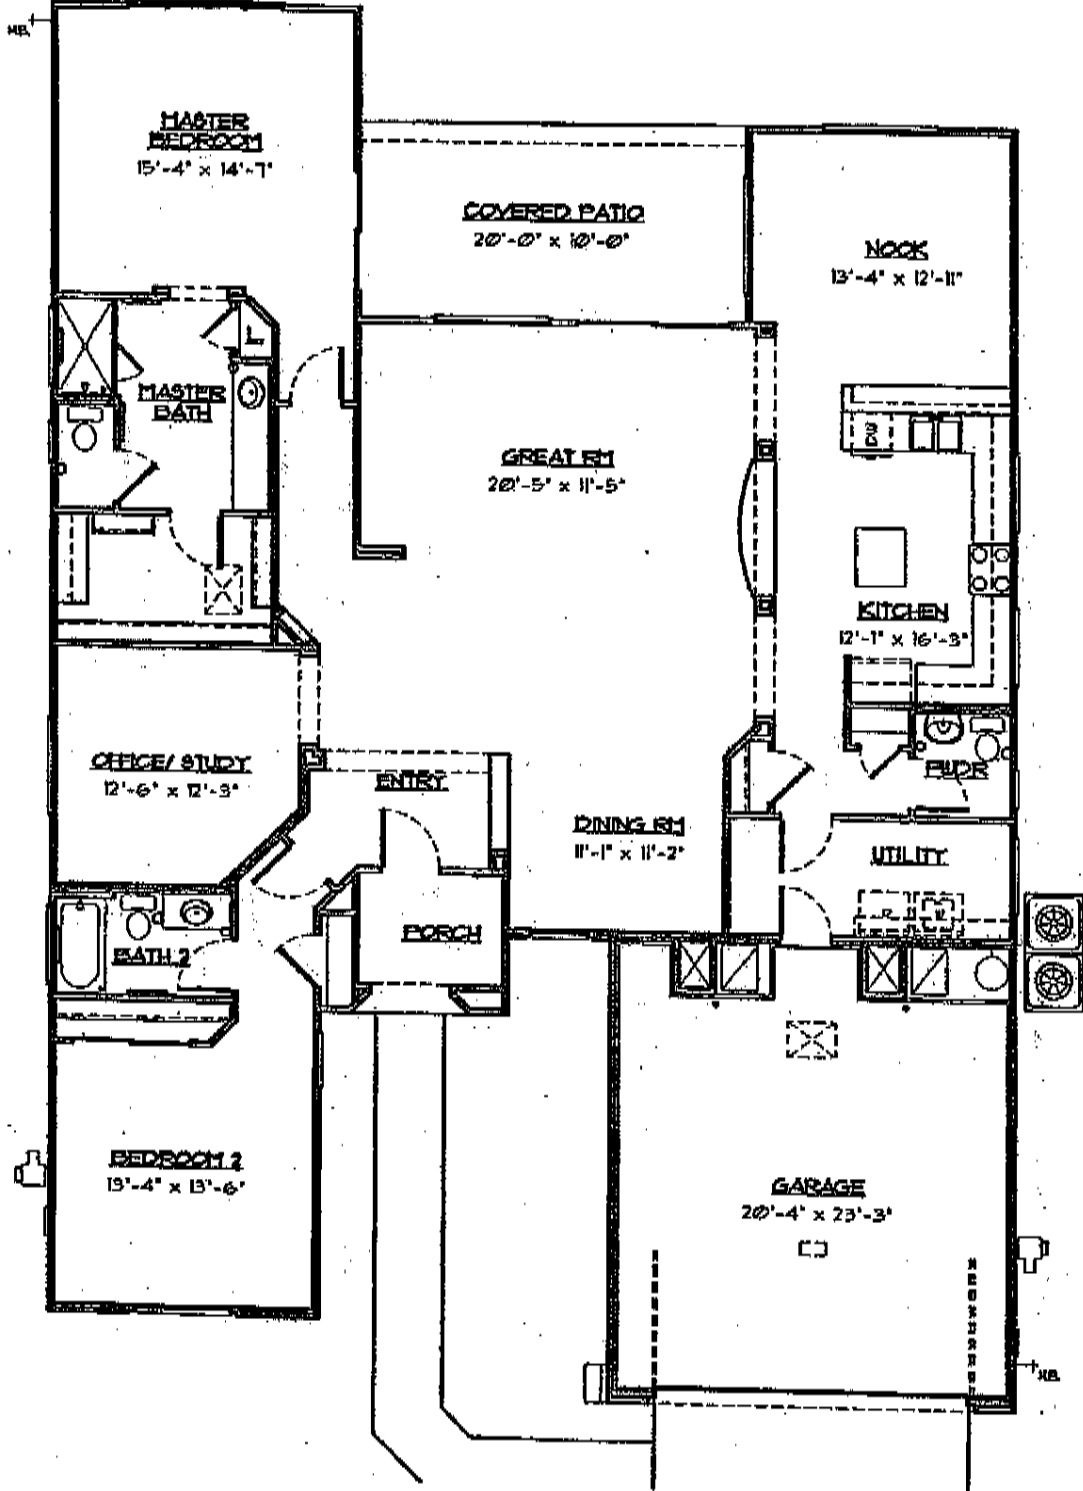 H.B.
MASTER
BEDROOM
15'-4" x 14'-7"
COVERED PATIO
20'-0" x 10'-0"
NOOK
13'-4" x 12'-11"
L
MASTER
BATH
DW
GREAT RM
20'-5" x 11'-5"
KITCHEN
12'-1" x 16'-3"
OFFICE/ STUDY
12'-6" x 12'-3"
ENTRY
PWDR
DINING RM
11'-1" x 11'-2"
UTILITY
PORCH
BATH 2
BEDROOM 2
13'-4" x 13'-6"
GARAGE
20'-4" x 23'-3"
H.B.